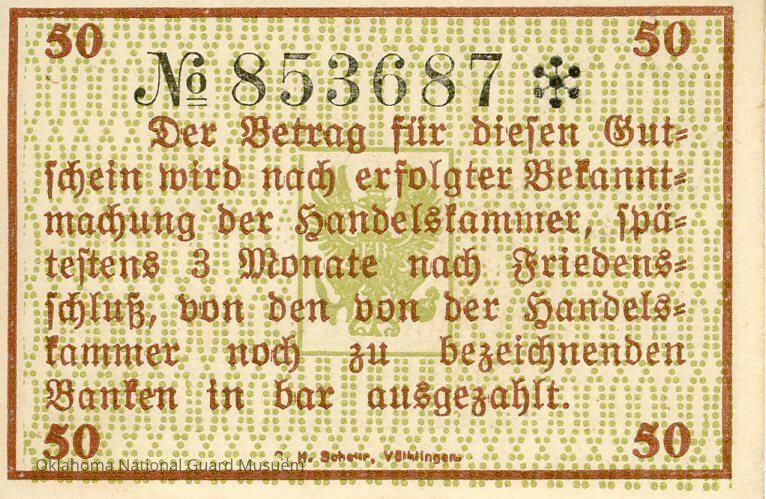 50 50
№ 853687
Der Betrag für diesen Gut=
schein wird nach erfolgter Bekannt=
machung der Handelskammer, spä=
testens 3 Monate nach Friedens=
schluß, von den von der Handels=
kammer noch zu bezeichnenden
Banken in bar ausgezahlt.
50 50
Scheur, Völklingen.
Oklahoma National Guard Musuem